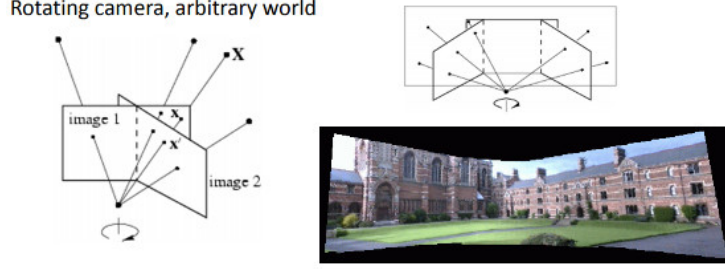 Rotating camera, arbitrary world
X
image 1
x
x'
image 2